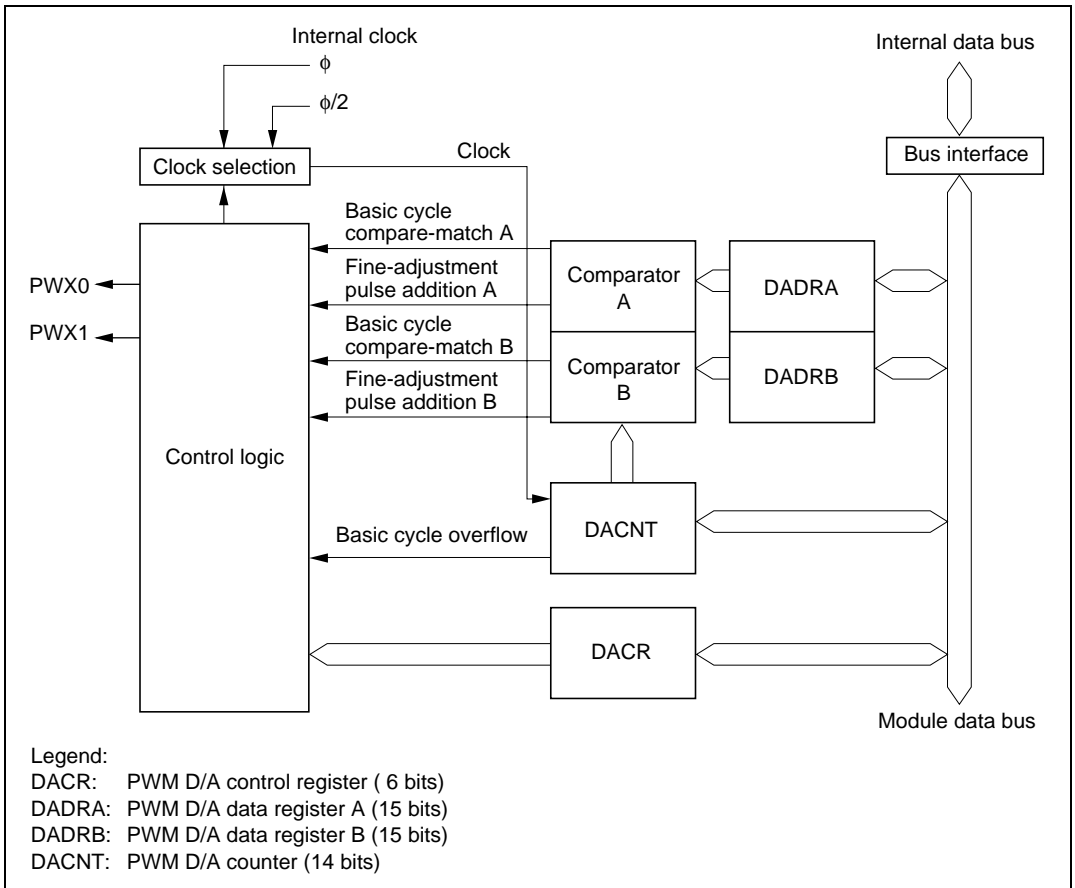 Internal clock
ϕ
ϕ/2
Internal data bus
Clock selection
Clock
Bus interface
Basic cycle
compare-match A
Fine-adjustment
pulse addition A
Basic cycle
compare-match B
Fine-adjustment
pulse addition B
Comparator
A
DADRA
Comparator
B
DADRB
PWX0
PWX1
Control logic
DACNT
Basic cycle overflow
DACR
Module data bus
Legend:
DACR: PWM D/A control register ( 6 bits)
DADRA: PWM D/A data register A (15 bits)
DADRB: PWM D/A data register B (15 bits)
DACNT: PWM D/A counter (14 bits)